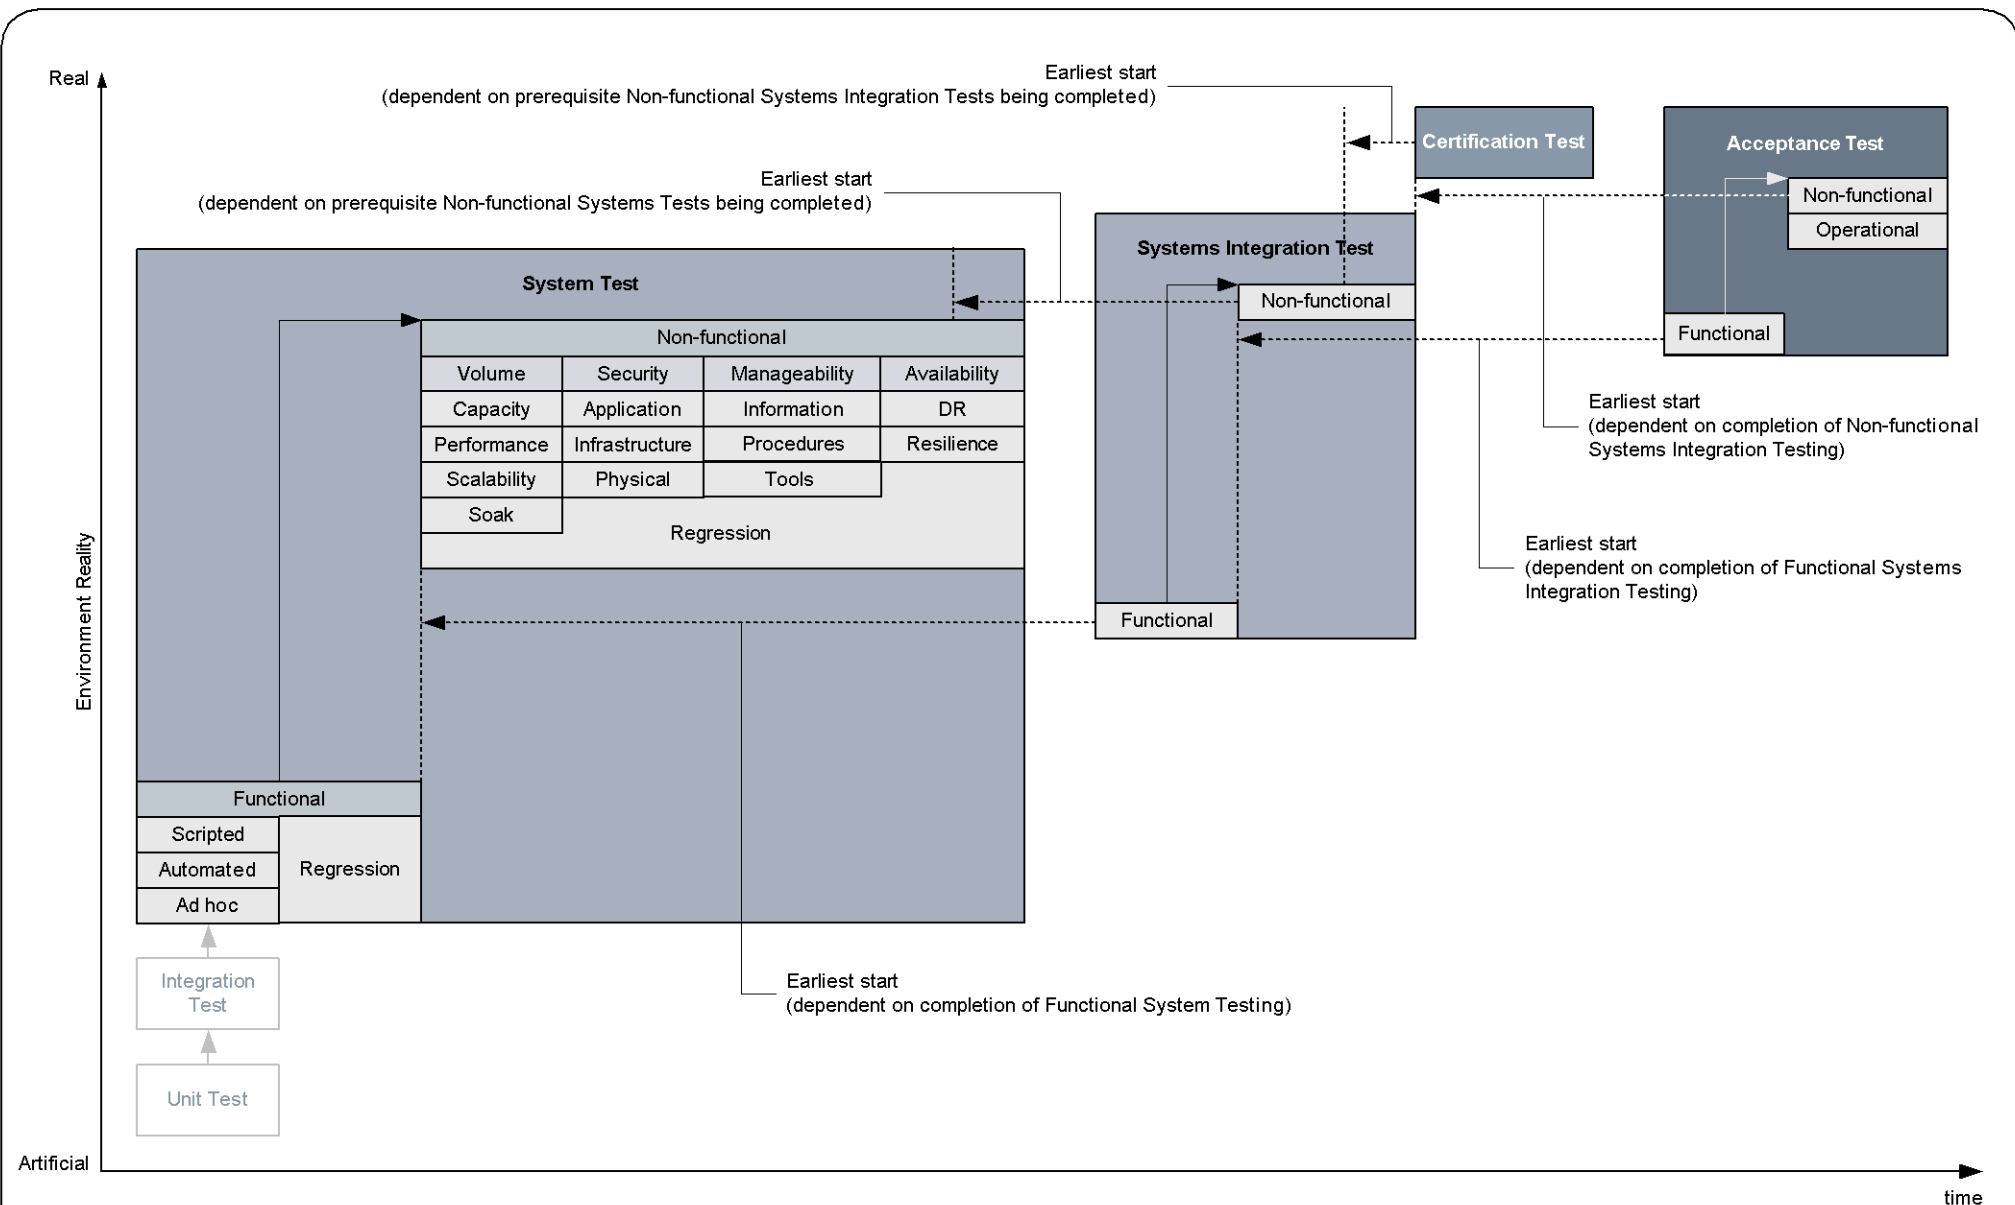 Real
Earliest start
(dependent on prerequisite Non-functional Systems Integration Tests being completed)
Certification Test
Acceptance Test
Earliest start
(dependent on prerequisite Non-functional Systems Tests being completed)
Non-functional
Operational
Systems Integration Test
System Test
Non-functional
Functional
Non-functional
Volume
Security
Manageability
Availability
Capacity
Application
Information
DR
Performance
Infrastructure
Procedures
Resilience
Scalability
Physical
Tools
Soak
Regression
Earliest start
(dependent on completion of Non-functional
Systems Integration Testing)
Earliest start
(dependent on completion of Functional Systems
Integration Testing)
Environment Reality
Functional
Functional
Scripted
Automated
Regression
Ad hoc
Integration
Test
Earliest start
(dependent on completion of Functional System Testing)
Unit Test
Artificial
time